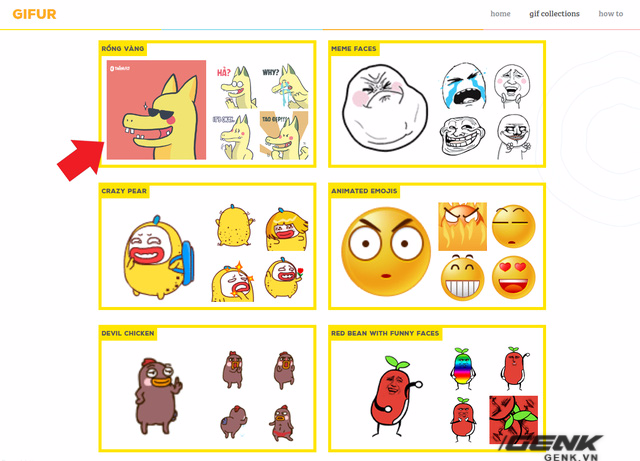 GIFUR
home gif collections how to
RỒNG VÀNG
HẢ?
WHY?
MEME FACES
CRAZY PEAR
ANIMATED EMOJIS
DEVIL CHICKEN
RED BEAN WITH FUNNY FACES
GENK
GENK.VN